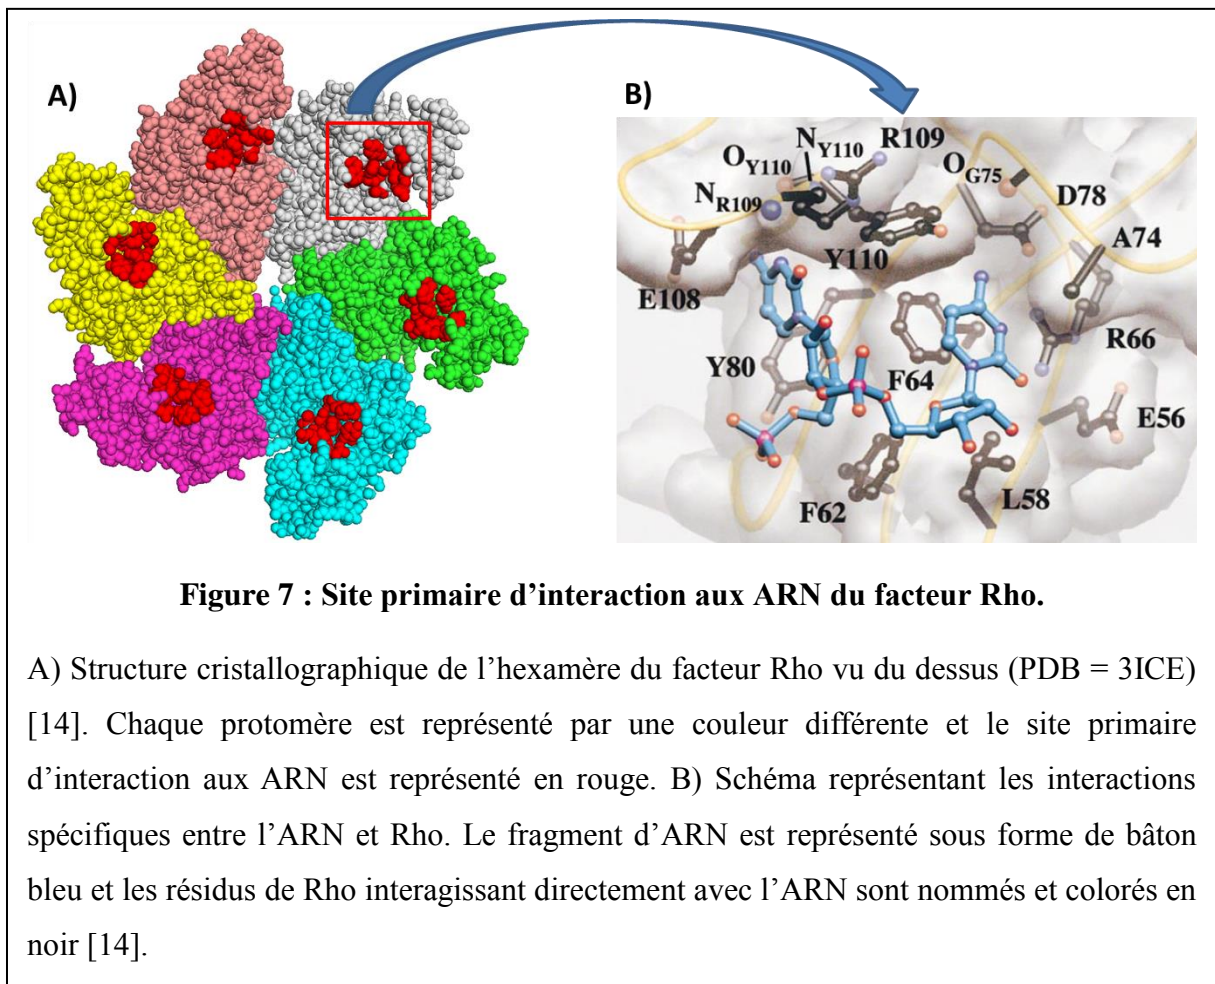 A)
B)
N_Y110
R109
O_Y110
O_G75
N_R109
D78
A74
Y110
E108
R66
Y80
F64
E56
F62
L58
Figure 7 : Site primaire d’interaction aux ARN du facteur Rho.
A) Structure cristallographique de l’hexamère du facteur Rho vu du dessus (PDB = 3ICE)
[14]. Chaque protomère est représenté par une couleur différente et le site primaire
d’interaction aux ARN est représenté en rouge. B) Schéma représentant les interactions
spécifiques entre l’ARN et Rho. Le fragment d’ARN est représenté sous forme de bâton
bleu et les résidus de Rho interagissant directement avec l’ARN sont nommés et colorés en
noir [14].